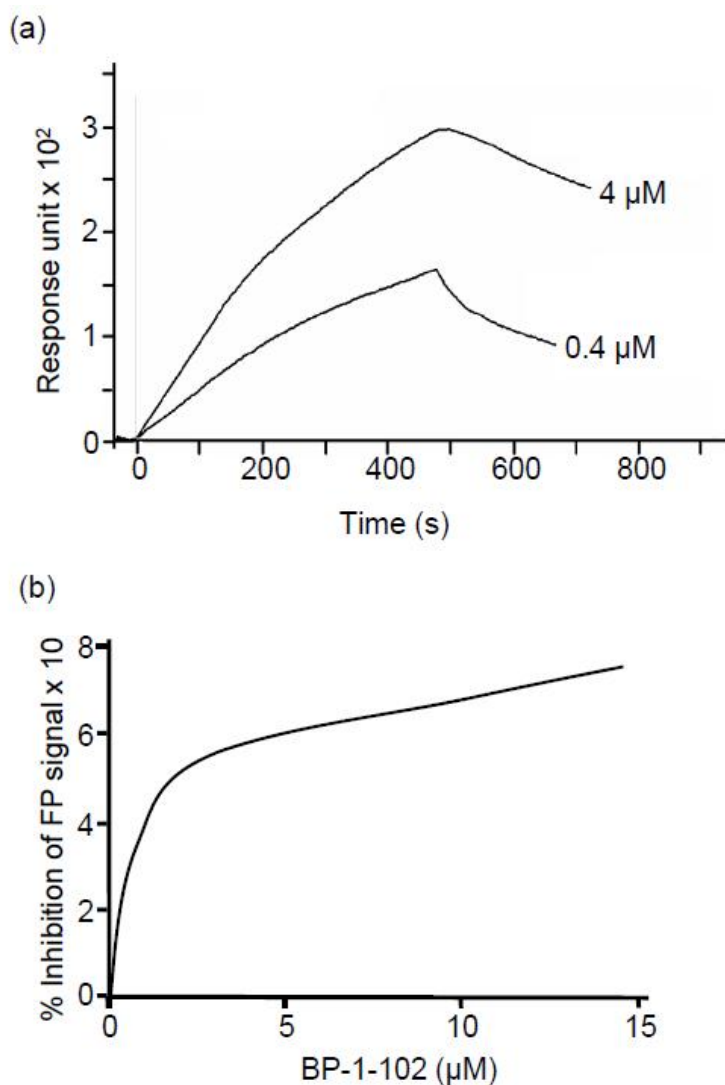 (a)
Response unit x 10²
3
2
1
0
4 µM
0.4 µM
0 200 400 600 800
Time (s)
(b)
% Inhibition of FP signal x 10
8
6
4
2
0
0 5 10 15
BP-1-102 (µM)